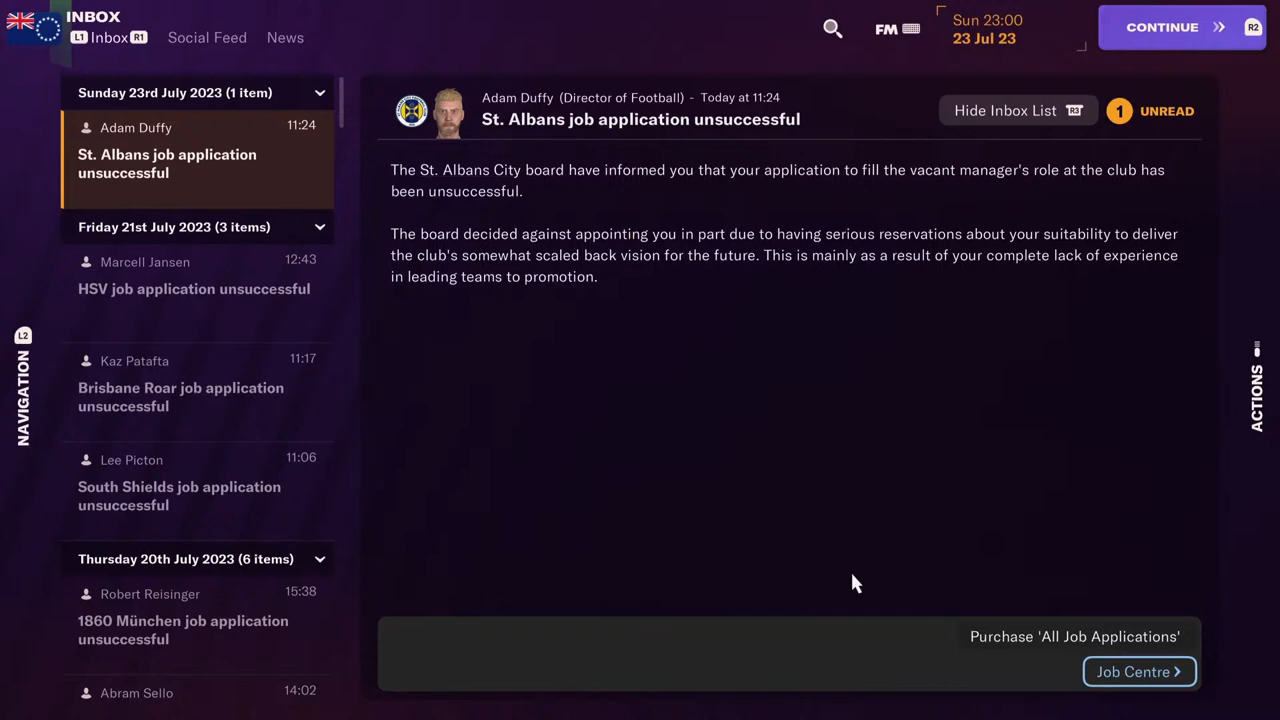 INBOX
L1 Inbox R1 Social Feed News
FM
Sun 23:00
23 Jul 23
CONTINUE R2
Sunday 23rd July 2023 (1 item)
Adam Duffy 11:24
St. Albans job application
unsuccessful
Friday 21st July 2023 (3 items)
Marcell Jansen 12:43
HSV job application unsuccessful
Kaz Patafta 11:17
Brisbane Roar job application
unsuccessful
Lee Picton 11:06
South Shields job application
unsuccessful
Thursday 20th July 2023 (6 items)
Robert Reisinger 15:38
1860 München job application
unsuccessful
Abram Sello 14:02
Adam Duffy (Director of Football) - Today at 11:24
St. Albans job application unsuccessful
Hide Inbox List R3
1 UNREAD
The St. Albans City board have informed you that your application to fill the vacant manager's role at the club has
been unsuccessful.
The board decided against appointing you in part due to having serious reservations about your suitability to deliver
the club's somewhat scaled back vision for the future. This is mainly as a result of your complete lack of experience
in leading teams to promotion.
Purchase 'All Job Applications'
Job Centre
L2
NAVIGATION
ACTIONS